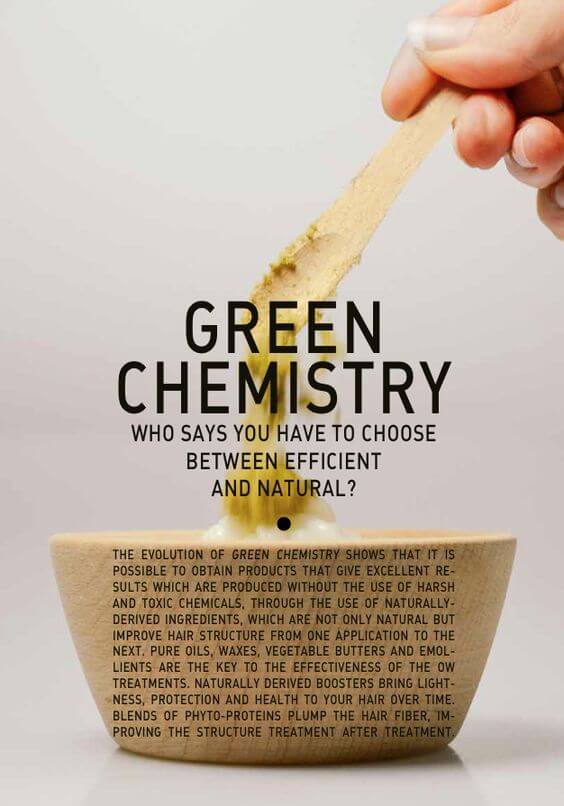 GREEN
CHEMISTRY
WHO SAYS YOU HAVE TO CHOOSE
BETWEEN EFFICIENT
AND NATURAL?
THE EVOLUTION OF GREEN CHEMISTRY SHOWS THAT IT IS
POSSIBLE TO OBTAIN PRODUCTS THAT GIVE EXCELLENT RE-
SULTS WHICH ARE PRODUCED WITHOUT THE USE OF HARSH
AND TOXIC CHEMICALS, THROUGH THE USE OF NATURALLY-
DERIVED INGREDIENTS, WHICH ARE NOT ONLY NATURAL BUT
IMPROVE HAIR STRUCTURE FROM ONE APPLICATION TO THE
NEXT. PURE OILS, WAXES, VEGETABLE BUTTERS AND EMOL-
LIENTS ARE THE KEY TO THE EFFECTIVENESS OF THE OW
TREATMENTS. NATURALLY DERIVED BOOSTERS BRING LIGHT-
NESS, PROTECTION AND HEALTH TO YOUR HAIR OVER TIME.
BLENDS OF PHYTO-PROTEINS PLUMP THE HAIR FIBER, IM-
PROVING THE STRUCTURE TREATMENT AFTER TREATMENT.